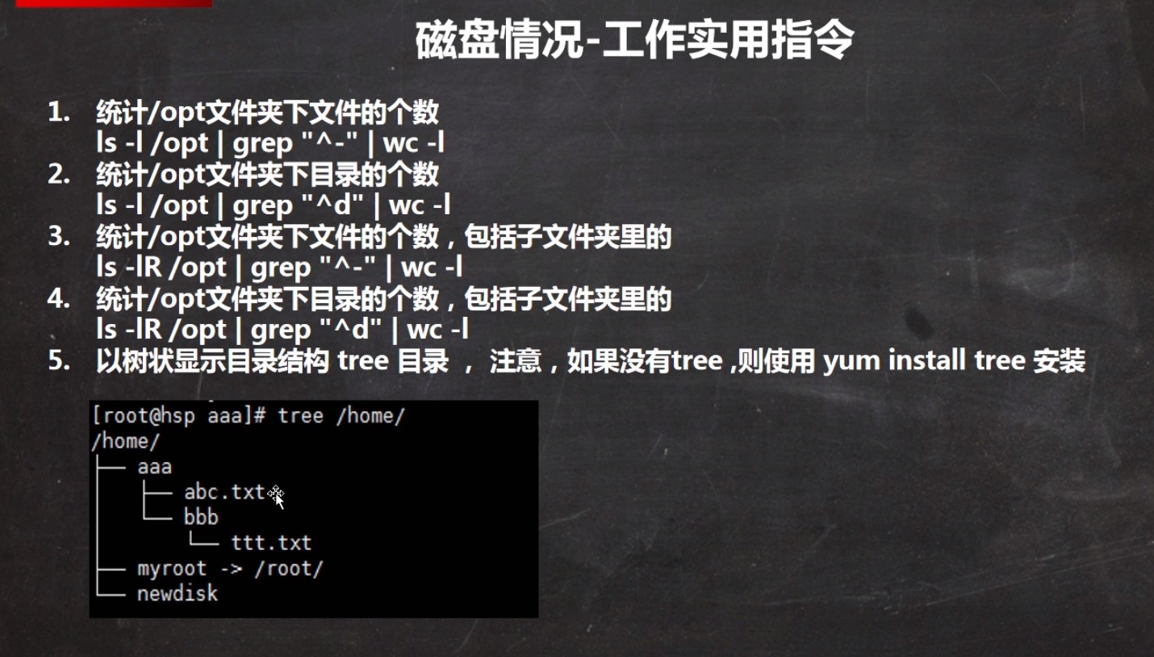 磁盘情况-工作实用指令
1. 统计/opt文件夹下文件的个数
ls -l /opt | grep "^-" | wc -l
2. 统计/opt文件夹下目录的个数
ls -l /opt | grep "^d" | wc -l
3. 统计/opt文件夹下文件的个数，包括子文件夹里的
ls -lR /opt | grep "^-" | wc -l
4. 统计/opt文件夹下目录的个数，包括子文件夹里的
ls -lR /opt | grep "^d" | wc -l
5. 以树状显示目录结构 tree 目录 ， 注意，如果没有tree ,则使用 yum install tree 安装
[root@hsp aaa]# tree /home/
/home/
├── aaa
│   ├── abc.txt
│   └── bbb
│       └── ttt.txt
├── myroot -> /root/
└── newdisk